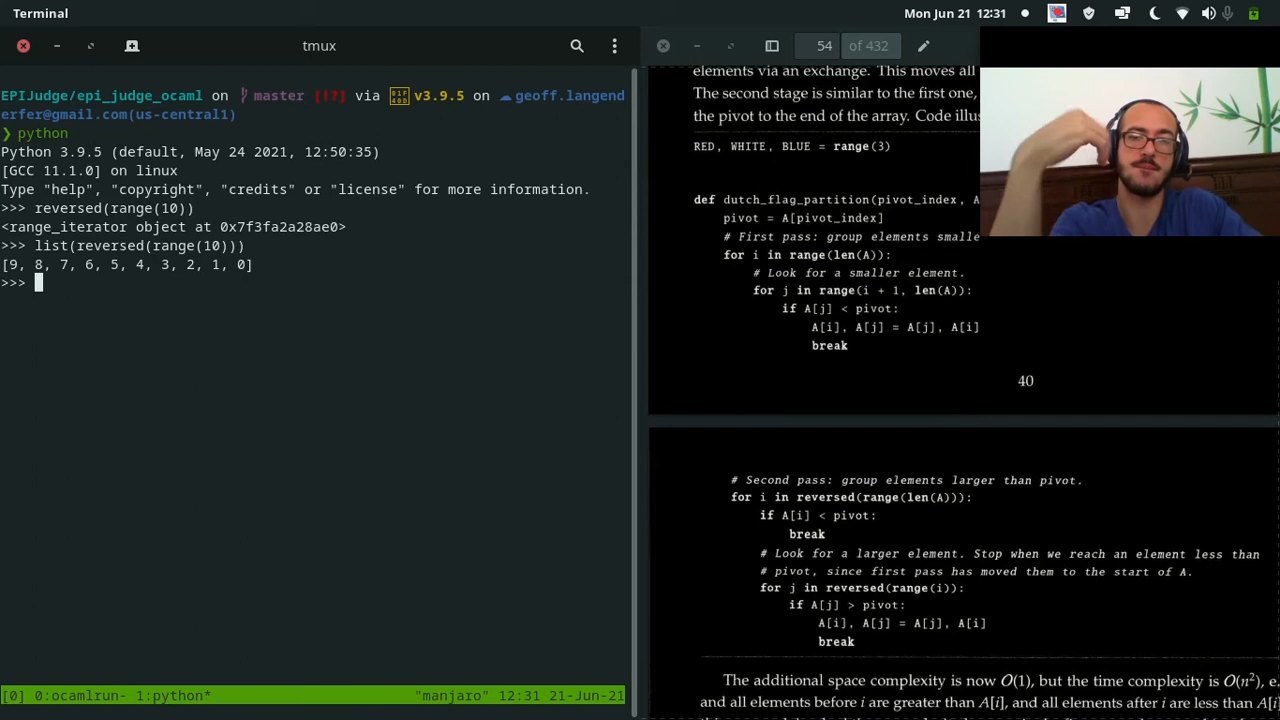 Terminal
Mon Jun 21 12:31
tmux
EPIJudge/epi_judge_ocaml on master [!?] via v3.9.5 on geoff.langend
erfer@gmail.com(us-central1)
❯ python
Python 3.9.5 (default, May 24 2021, 12:50:35)
[GCC 11.1.0] on linux
Type "help", "copyright", "credits" or "license" for more information.
>>> reversed(range(10))
<range_iterator object at 0x7f3fa2a28ae0>
>>> list(reversed(range(10)))
[9, 8, 7, 6, 5, 4, 3, 2, 1, 0]
>>>
[0] 0:ocamlrun- 1:python* "manjaro" 12:31 21-Jun-21
54 of 432
elements via an exchange. This moves all
The second stage is similar to the first one,
the pivot to the end of the array. Code illus
RED, WHITE, BLUE = range(3)
def dutch_flag_partition(pivot_index, A
pivot = A[pivot_index]
# First pass: group elements smalle
for i in range(len(A)):
# Look for a smaller element.
for j in range(i + 1, len(A)):
if A[j] < pivot:
A[i], A[j] = A[j], A[i]
break
40
# Second pass: group elements larger than pivot.
for i in reversed(range(len(A))):
if A[i] < pivot:
break
# Look for a larger element. Stop when we reach an element less than
# pivot, since first pass has moved them to the start of A.
for j in reversed(range(i)):
if A[j] > pivot:
A[i], A[j] = A[j], A[i]
break
The additional space complexity is now O(1), but the time complexity is O(n²), e.
and all elements before i are greater than A[i], and all elements after i are less than A[i]